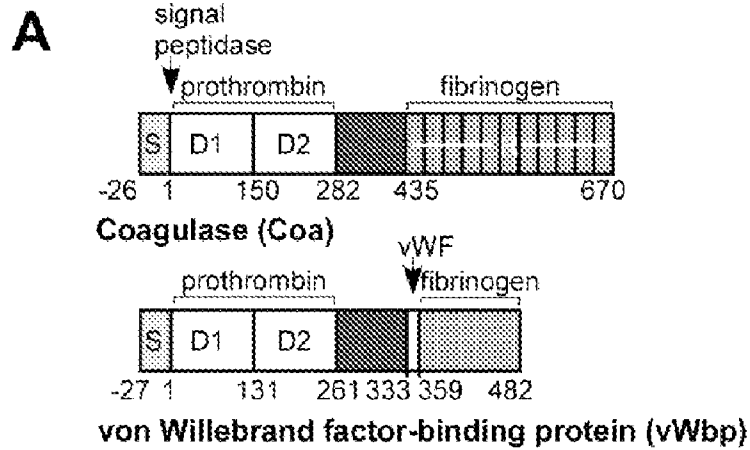 A
signal
peptidase
prothrombin fibrinogen
S D1 D2
-26 1 150 282 435 670
Coagulase (Coa)
vWF
prothrombin fibrinogen
S D1 D2
-27 1 131 261 333 359 482
von Willebrand factor-binding protein (vWbp)